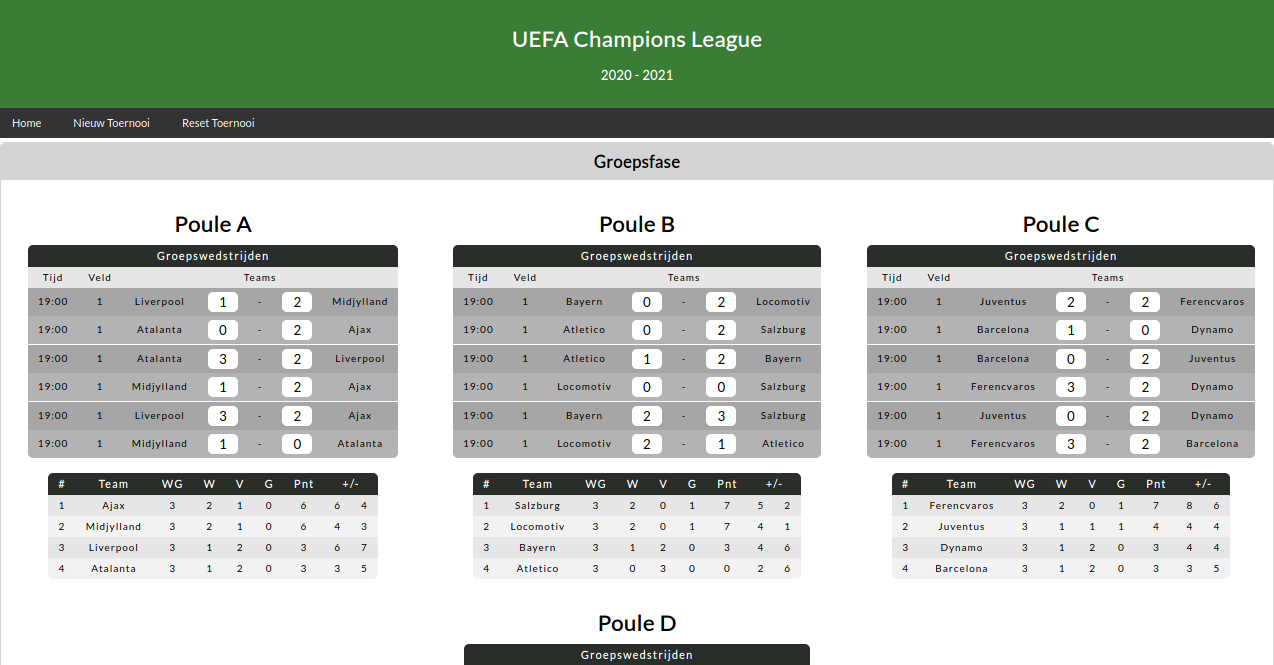 UEFA Champions League
2020 - 2021
Home Nieuw Toernooi Reset Toernooi
Groepsfase
Poule A
Groepswedstrijden
Tijd Veld Teams
19:00 1 Liverpool 1 - 2 Midjylland
19:00 1 Atalanta 0 - 2 Ajax
19:00 1 Atalanta 3 - 2 Liverpool
19:00 1 Midjylland 1 - 2 Ajax
19:00 1 Liverpool 3 - 2 Ajax
19:00 1 Midjylland 1 - 0 Atalanta
# Team WG W V G Pnt +/-
1 Ajax 3 2 1 0 6 6 4
2 Midjylland 3 2 1 0 6 4 3
3 Liverpool 3 1 2 0 3 6 7
4 Atalanta 3 1 2 0 3 3 5
Poule B
Groepswedstrijden
Tijd Veld Teams
19:00 1 Bayern 0 - 2 Locomotiv
19:00 1 Atletico 0 - 2 Salzburg
19:00 1 Atletico 1 - 2 Bayern
19:00 1 Locomotiv 0 - 0 Salzburg
19:00 1 Bayern 2 - 3 Salzburg
19:00 1 Locomotiv 2 - 1 Atletico
# Team WG W V G Pnt +/-
1 Salzburg 3 2 0 1 7 5 2
2 Locomotiv 3 2 0 1 7 4 1
3 Bayern 3 1 2 0 3 4 6
4 Atletico 3 0 3 0 0 2 6
Poule C
Groepswedstrijden
Tijd Veld Teams
19:00 1 Juventus 2 - 2 Ferencvaros
19:00 1 Barcelona 1 - 0 Dynamo
19:00 1 Barcelona 0 - 2 Juventus
19:00 1 Ferencvaros 3 - 2 Dynamo
19:00 1 Juventus 0 - 2 Dynamo
19:00 1 Ferencvaros 3 - 2 Barcelona
# Team WG W V G Pnt +/-
1 Ferencvaros 3 2 0 1 7 8 6
2 Juventus 3 1 1 1 4 4 4
3 Dynamo 3 1 2 0 3 4 4
4 Barcelona 3 1 2 0 3 3 5
Poule D
Groepswedstrijden